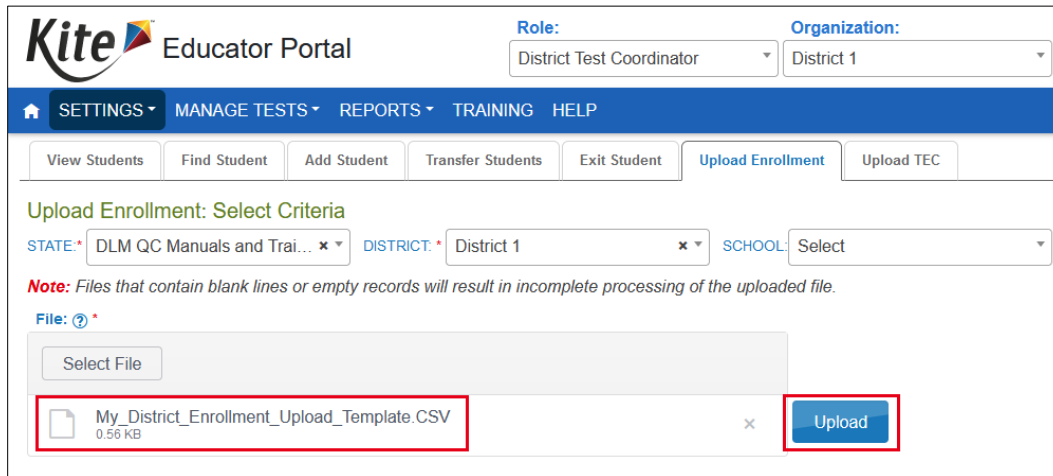 Kite™ Educator Portal
Role:
Organization:
District Test Coordinator
District 1
SETTINGS MANAGE TESTS REPORTS TRAINING HELP
View Students Find Student Add Student Transfer Students Exit Student Upload Enrollment Upload TEC
Upload Enrollment: Select Criteria
STATE:* DLM QC Manuals and Trai... × DISTRICT: * District 1 × SCHOOL: Select
Note: Files that contain blank lines or empty records will result in incomplete processing of the uploaded file.
File: ? *
Select File
My_District_Enrollment_Upload_Template.CSV
0.56 KB
×
Upload